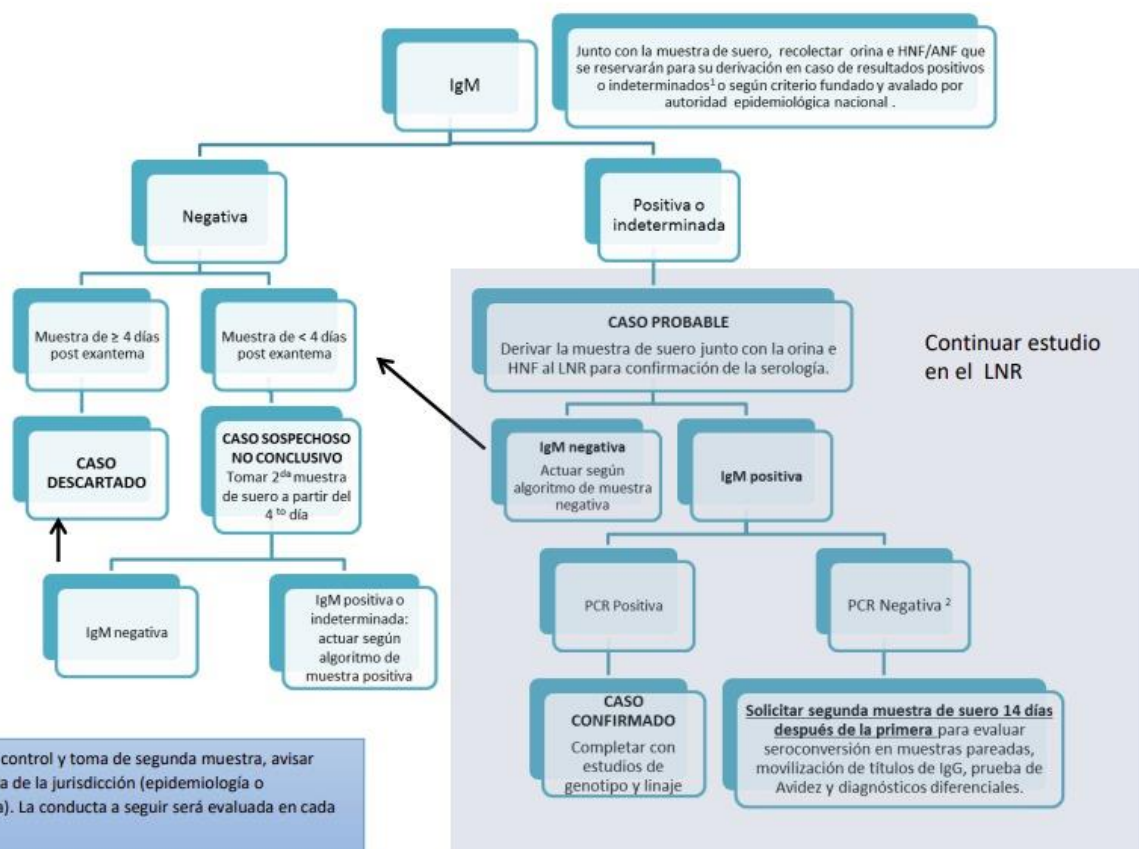 IgM
Junto con la muestra de suero, recolectar orina e HNF/ANF que
se reservarán para su derivación en caso de resultados positivos
o indeterminados¹ o según criterio fundado y avalado por
autoridad epidemiológica nacional .
Negativa
Positiva o
indeterminada
Muestra de ≥ 4 días
post exantema
Muestra de < 4 días
post exantema
CASO
DESCARTADO
CASO SOSPECHOSO
NO CONCLUSIVO
Tomar 2da muestra
de suero a partir del
4 to día
IgM negativa
IgM positiva o
indeterminada:
actuar según
algoritmo de
muestra positiva
CASO PROBABLE
Derivar la muestra de suero junto con la orina e
HNF al LNR para confirmación de la serología.
Continuar estudio
en el LNR
IgM negativa
Actuar según
algoritmo de muestra
negativa
IgM positiva
PCR Positiva
PCR Negativa ²
CASO
CONFIRMADO
Completar con
estudios de
genotipo y linaje
Solicitar segunda muestra de suero 14 días
después de la primera para evaluar
seroconversión en muestras pareadas,
movilización de títulos de IgG, prueba de
Avidez y diagnósticos diferenciales.
control y toma de segunda muestra, avisar
a de la jurisdicción (epidemiología o
a). La conducta a seguir será evaluada en cada